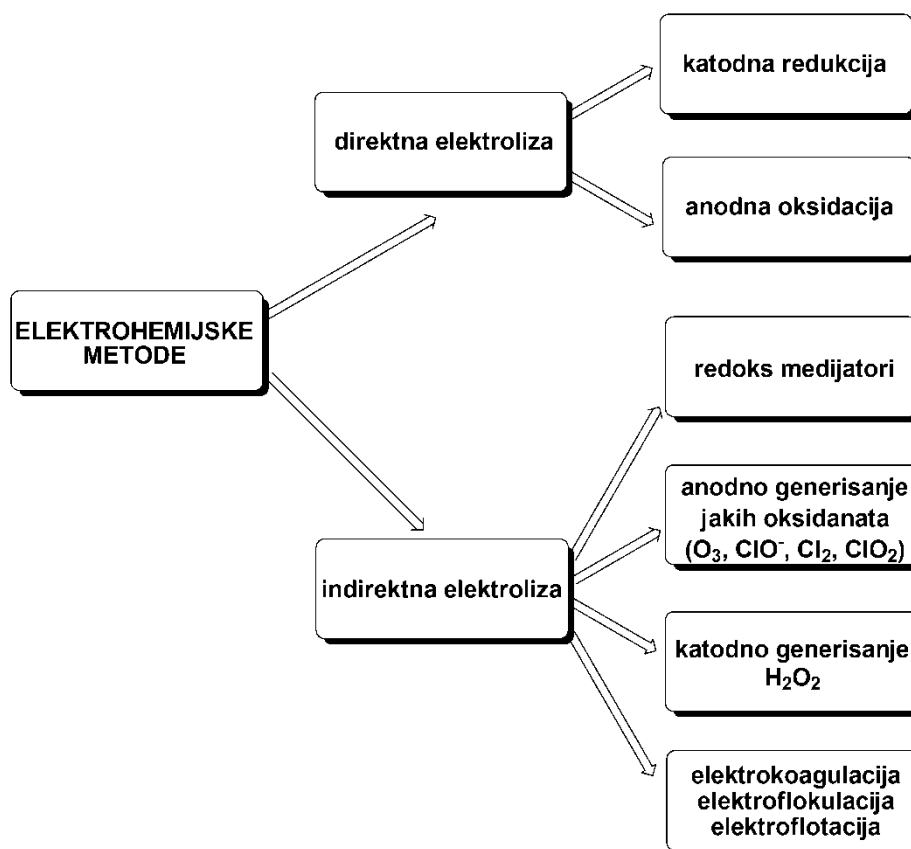 katodna redukcija
direktna elektroliza
anodna oksidacija
ELEKTROHEMIJSKE
METODE
redoks medijatori
anodno generisanje
jakih oksidanata
(O₃, ClO⁻, Cl₂, ClO₂)
indirektna elektroliza
katodno generisanje
H₂O₂
elektrokoagulacija
elektroflokulacija
elektroflotacija